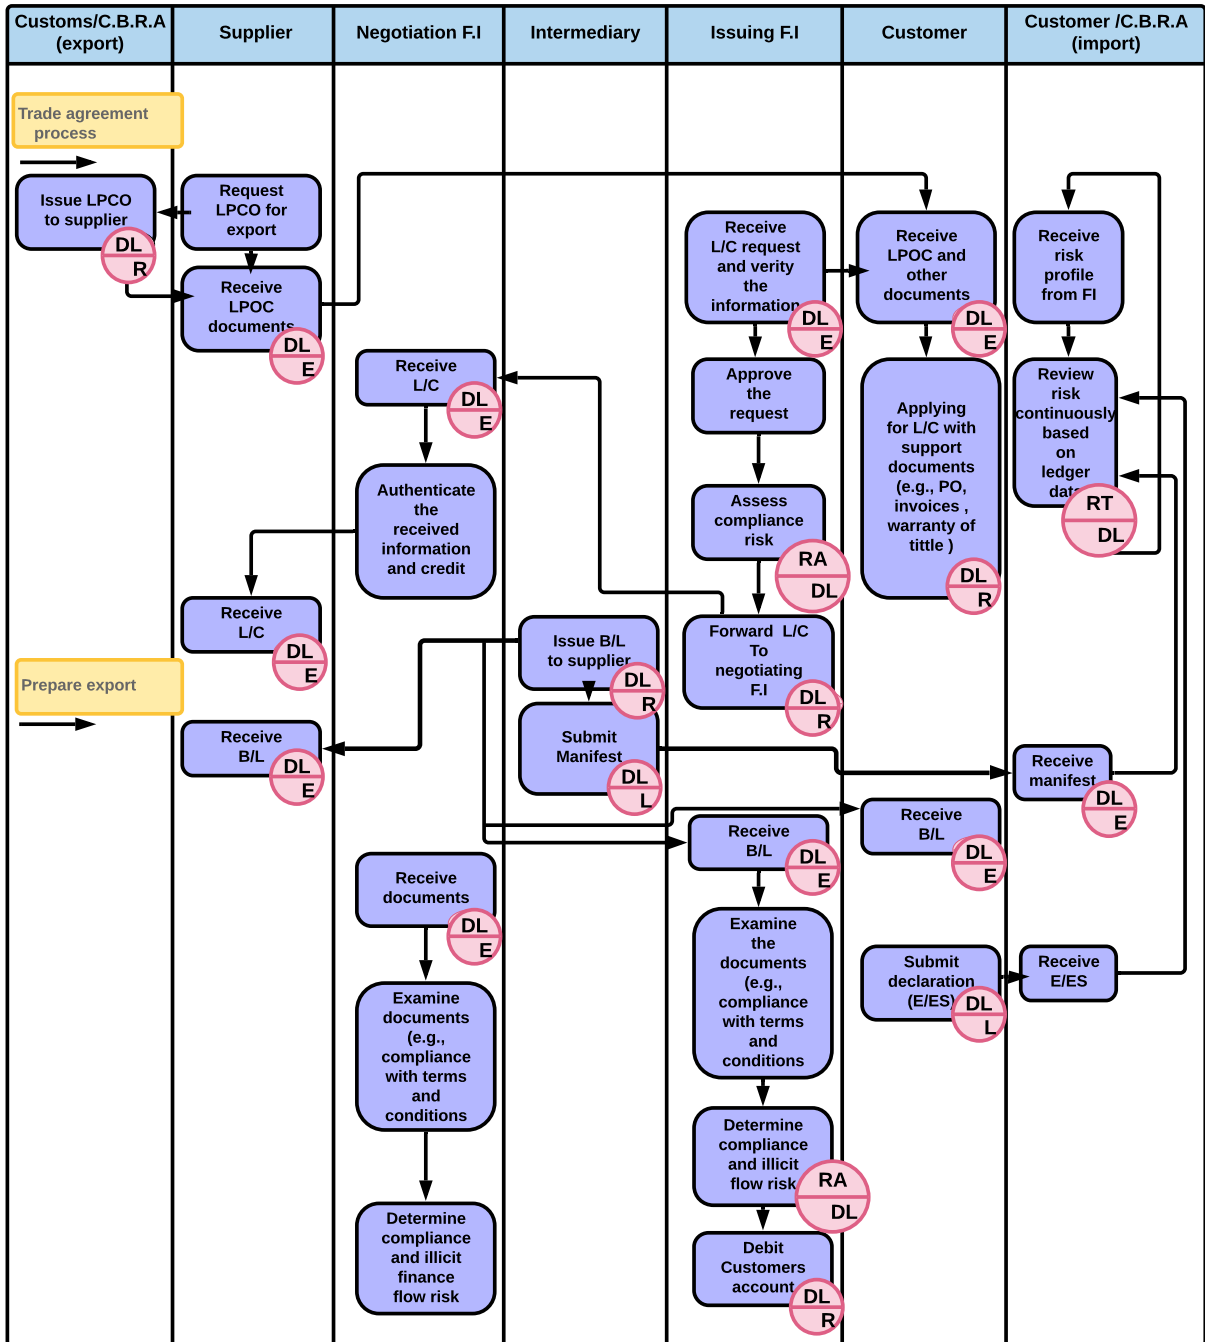 Customs/C.B.R.A
(export)
Supplier
Negotiation F.I
Intermediary
Issuing F.I
Customer
Customer /C.B.R.A
(import)
Trade agreement
process
Issue LPCO
to supplier
DL
R
Request
LPCO for
export
Receive
LPOC
documents
DL
E
Receive
L/C request
and verity
the
information
DL
E
Receive
LPOC and
other
documents
DL
E
Receive
risk
profile
from FI
Receive
L/C
DL
E
Approve
the
request
Applying
for L/C with
support
documents
(e.g., PO,
invoices ,
warranty of
tittle )
DL
R
Review
risk
continuously
based
on
ledger
data
RT
DL
Authenticate
the
received
information
and credit
Assess
compliance
risk
RA
DL
Receive
L/C
DL
E
Issue B/L
to supplier
DL
R
Forward L/C
To
negotiating
F.I
DL
R
Prepare export
Receive
B/L
DL
E
Submit
Manifest
DL
L
Receive
manifest
DL
E
Receive
B/L
DL
E
Receive
B/L
DL
E
Receive
documents
DL
E
Examine
the
documents
(e.g.,
compliance
with terms
and
conditions
Submit
declaration
(E/ES)
DL
L
Receive
E/ES
Examine
documents
(e.g.,
compliance
with terms
and
conditions
Determine
compliance
and illicit
flow risk
RA
DL
Determine
compliance
and illicit
finance
flow risk
Debit
Customers
account
DL
R